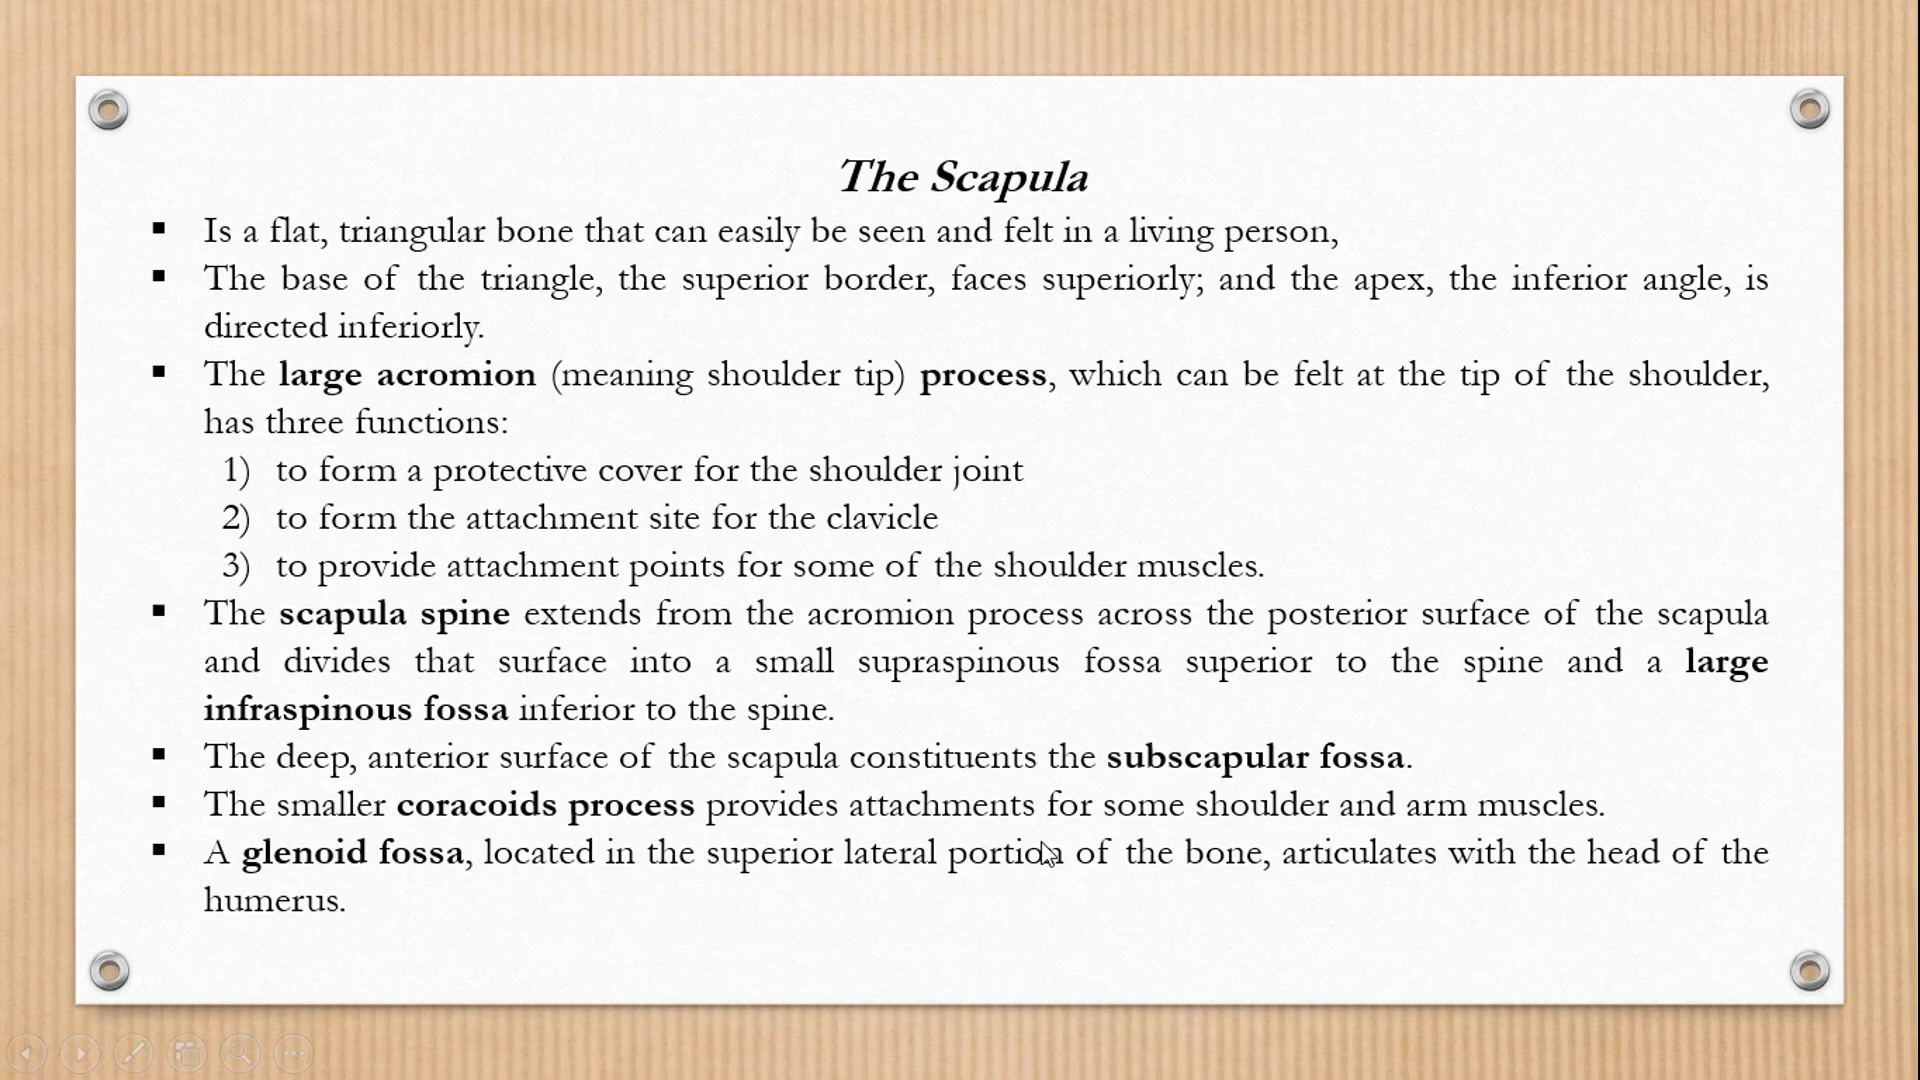 The Scapula
▪ Is a flat, triangular bone that can easily be seen and felt in a living person,
▪ The base of the triangle, the superior border, faces superiorly; and the apex, the inferior angle, is
directed inferiorly.
▪ The large acromion (meaning shoulder tip) process, which can be felt at the tip of the shoulder,
has three functions:
1) to form a protective cover for the shoulder joint
2) to form the attachment site for the clavicle
3) to provide attachment points for some of the shoulder muscles.
▪ The scapula spine extends from the acromion process across the posterior surface of the scapula
and divides that surface into a small supraspinous fossa superior to the spine and a large
infraspinous fossa inferior to the spine.
▪ The deep, anterior surface of the scapula constituents the subscapular fossa.
▪ The smaller coracoids process provides attachments for some shoulder and arm muscles.
▪ A glenoid fossa, located in the superior lateral portion of the bone, articulates with the head of the
humerus.